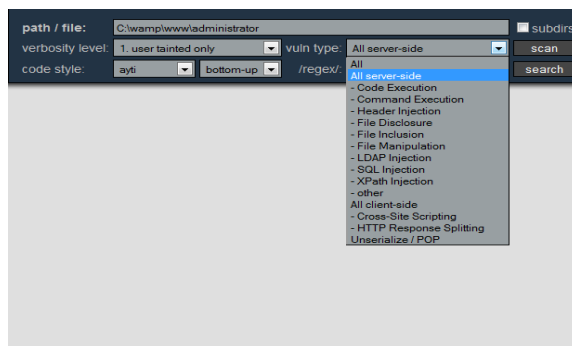 path / file: C:\wamp\www\administrator subdirs
verbosity level: 1. user tainted only vuln type: All server-side scan
code style: ayti bottom-up /regex/: search
All
All server-side
- Code Execution
- Command Execution
- Header Injection
- File Disclosure
- File Inclusion
- File Manipulation
- LDAP Injection
- SQL Injection
- XPath Injection
- other
All client-side
- Cross-Site Scripting
- HTTP Response Splitting
Unserialize / POP